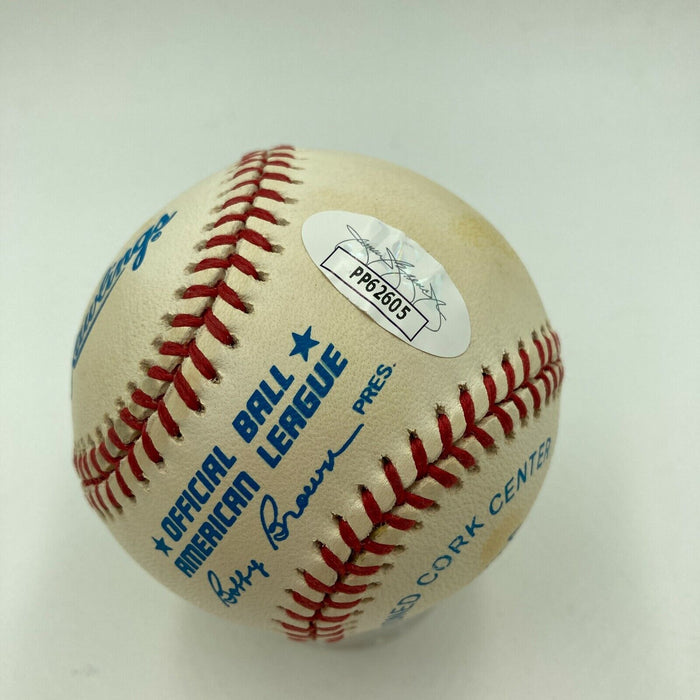 PP62605
★ OFFICIAL BALL ★
AMERICAN LEAGUE
Bobby Brown PRES.
CORK CENTER